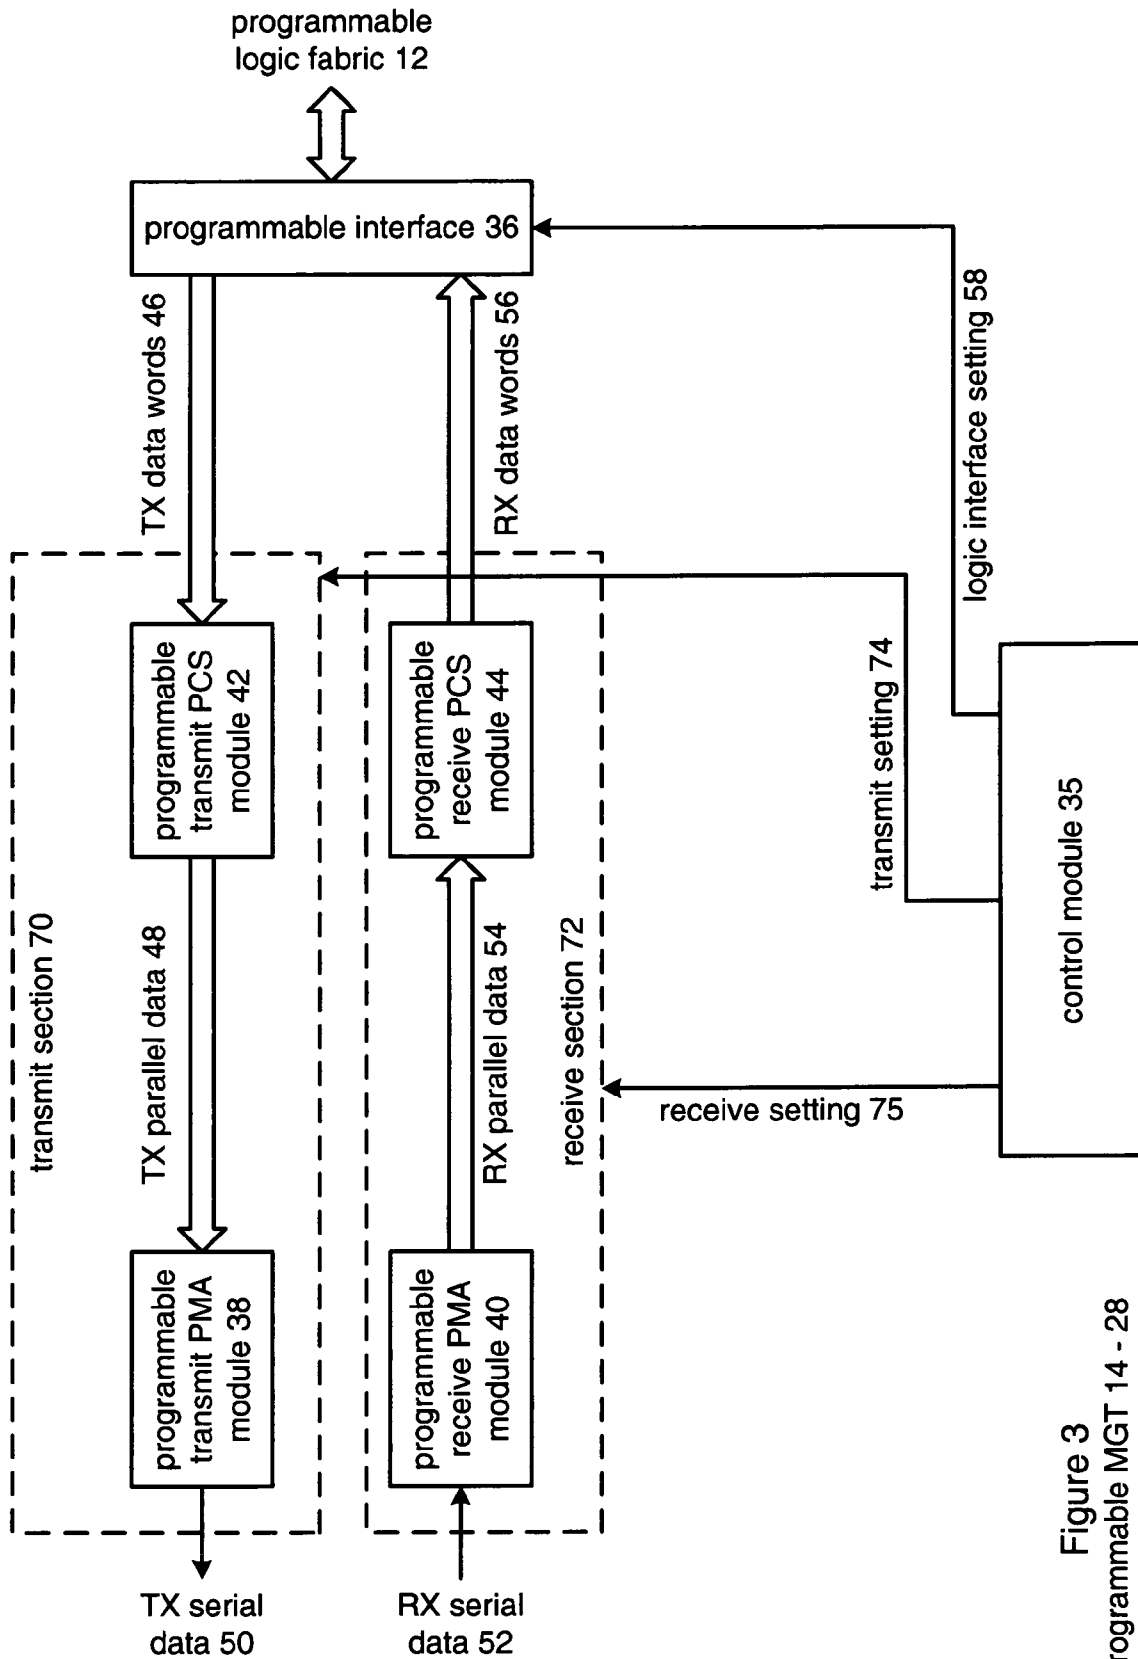 programmable
logic fabric 12
programmable interface 36
TX data words 46
RX data words 56
logic interface setting 58
transmit section 70
programmable
transmit PCS
module 42
programmable
receive PCS
module 44
transmit setting 74
TX parallel data 48
RX parallel data 54
receive section 72
receive setting 75
control module 35
programmable
transmit PMA
module 38
programmable
receive PMA
module 40
TX serial
data 50
RX serial
data 52
Figure 3
rogrammable MGT 14 - 28